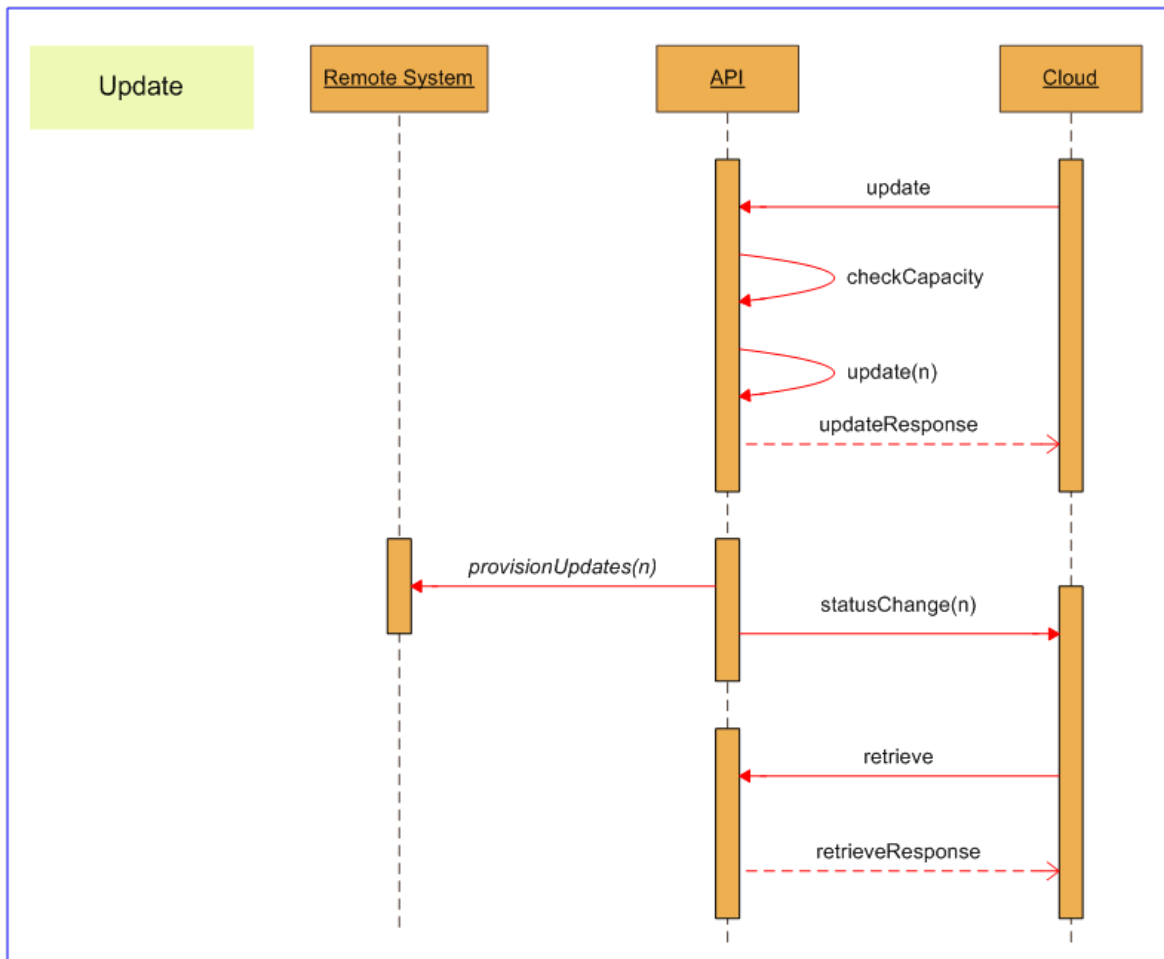 Update
Remote System
API
Cloud
update
checkCapacity
update(n)
updateResponse
provisionUpdates(n)
statusChange(n)
retrieve
retrieveResponse